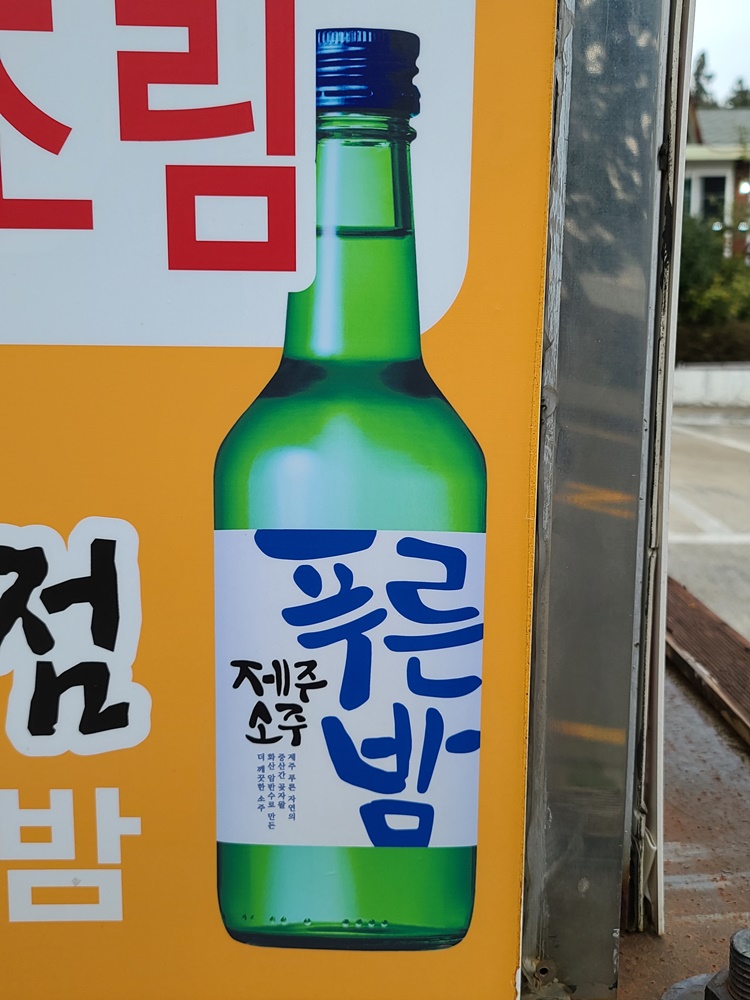 조림
점
밤
푸른
밤
제주
소주
제주 푸른 자연의
중산간 곶자왈
화산 암반수로 만든
더 깨끗한 소주